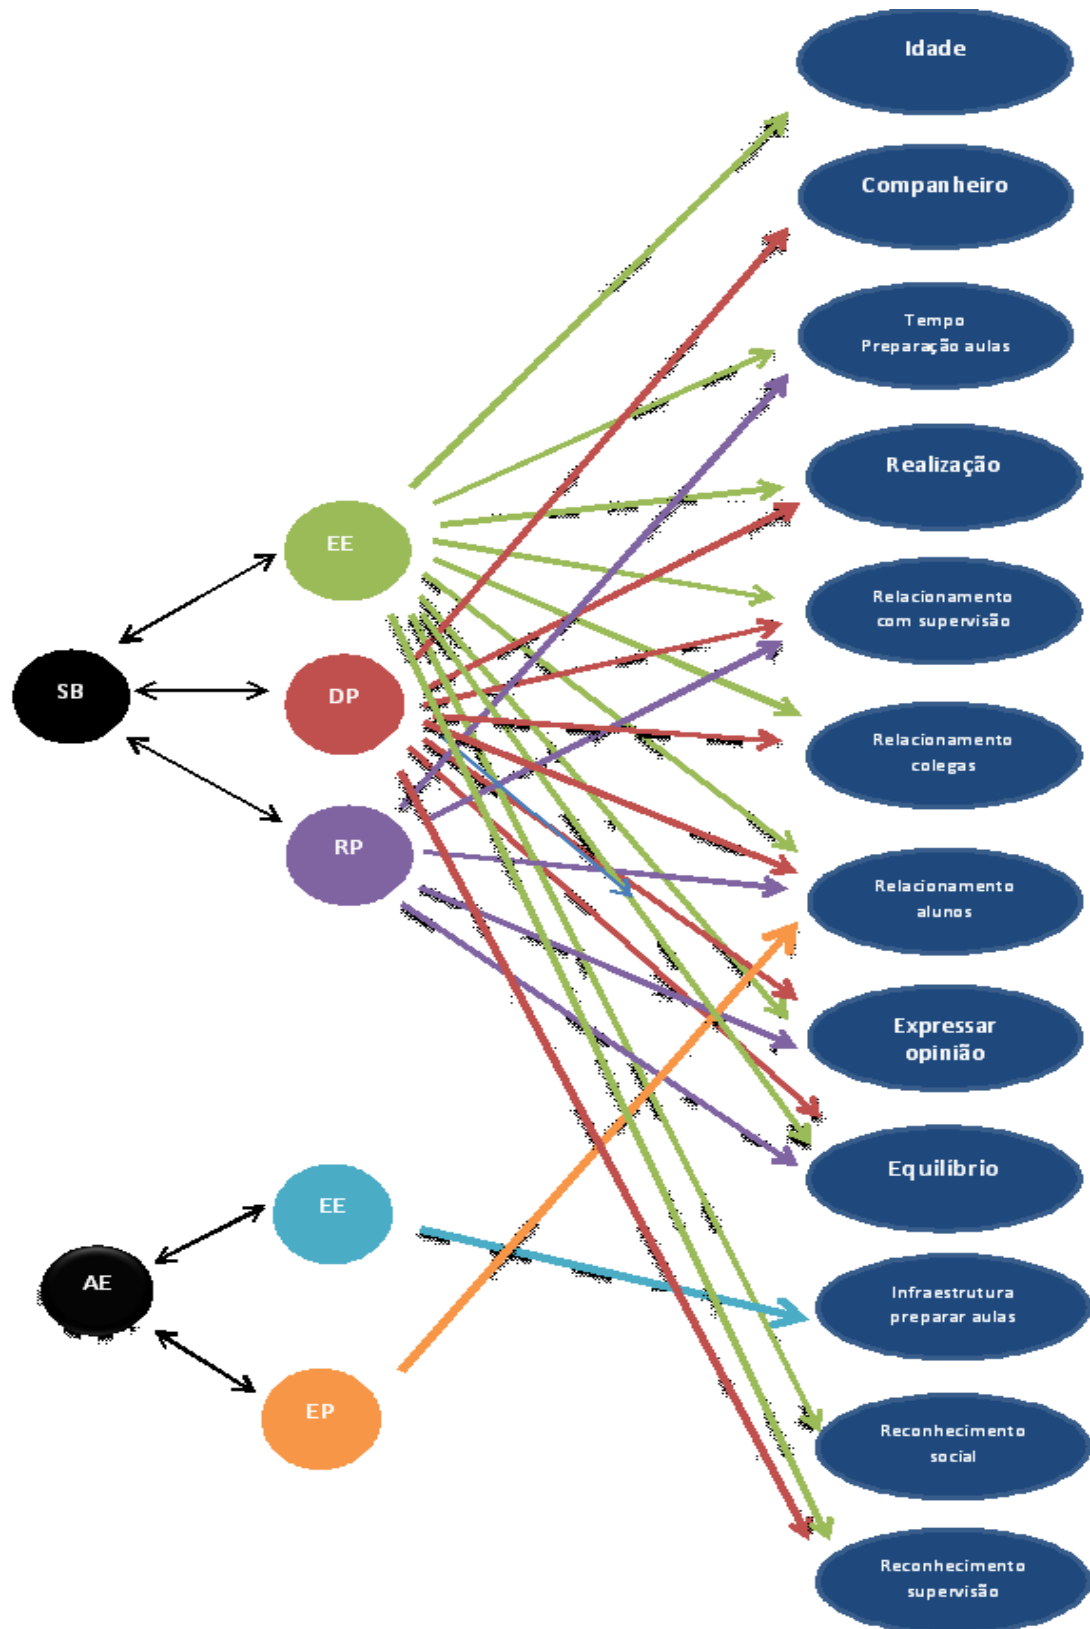 Idade
Companheiro
Tempo
Preparação aulas
Realização
EE
Relacionamento
com supervisão
SB
DP
Relacionamento
colegas
RP
Relacionamento
alunos
Expressar
opinião
Equilíbrio
EE
AE
Infraestrutura
preparar aulas
EP
Reconhecimento
social
Reconhecimento
supervisão